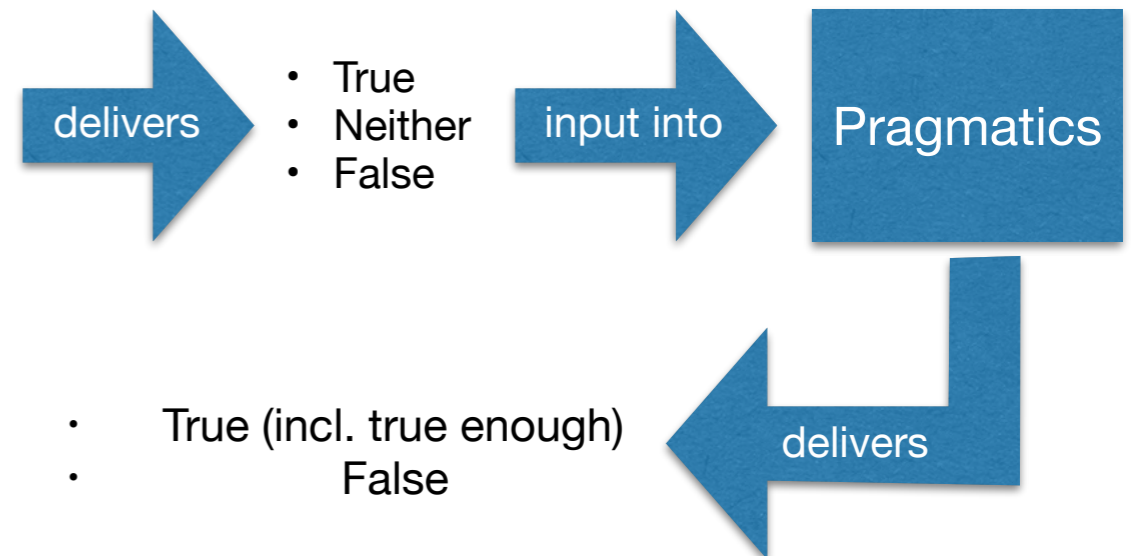 delivers
• True
• Neither
• False
input into
Pragmatics
• True (incl. true enough)
• False
delivers